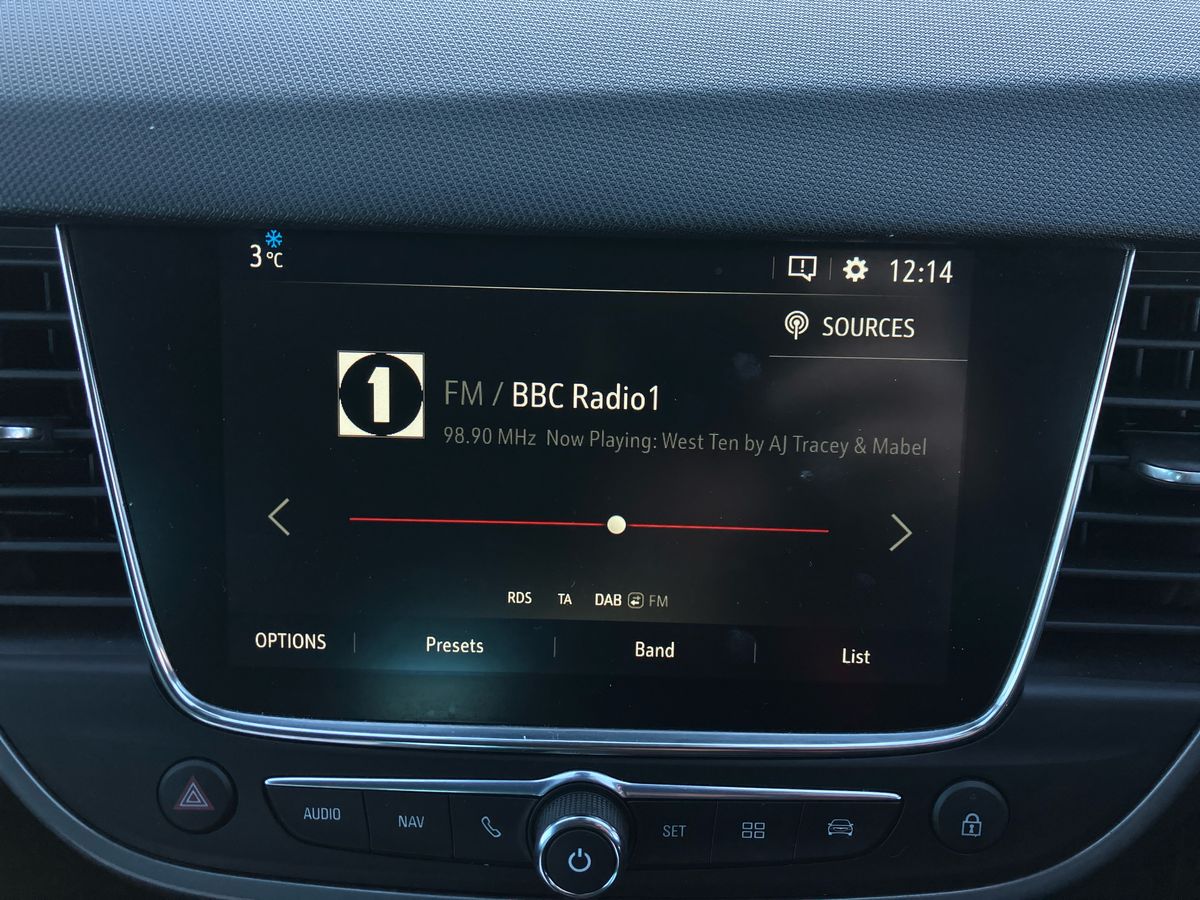 3 °C
12:14
SOURCES
1
FM / BBC Radio1
98.90 MHz Now Playing: West Ten by AJ Tracey & Mabel
RDS TA DAB FM
OPTIONS Presets Band List
AUDIO NAV SET